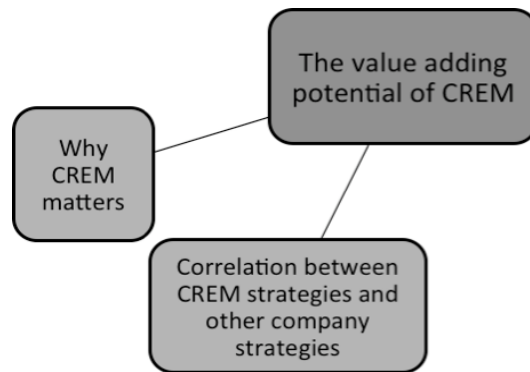 The value adding
potential of CREM
Why
CREM
matters
Correlation between
CREM strategies and
other company
strategies